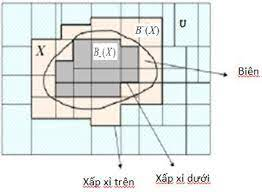 B⁻(X)
U
X
B₋(X)
Biên
Xấp xỉ trên
Xấp xỉ dưới